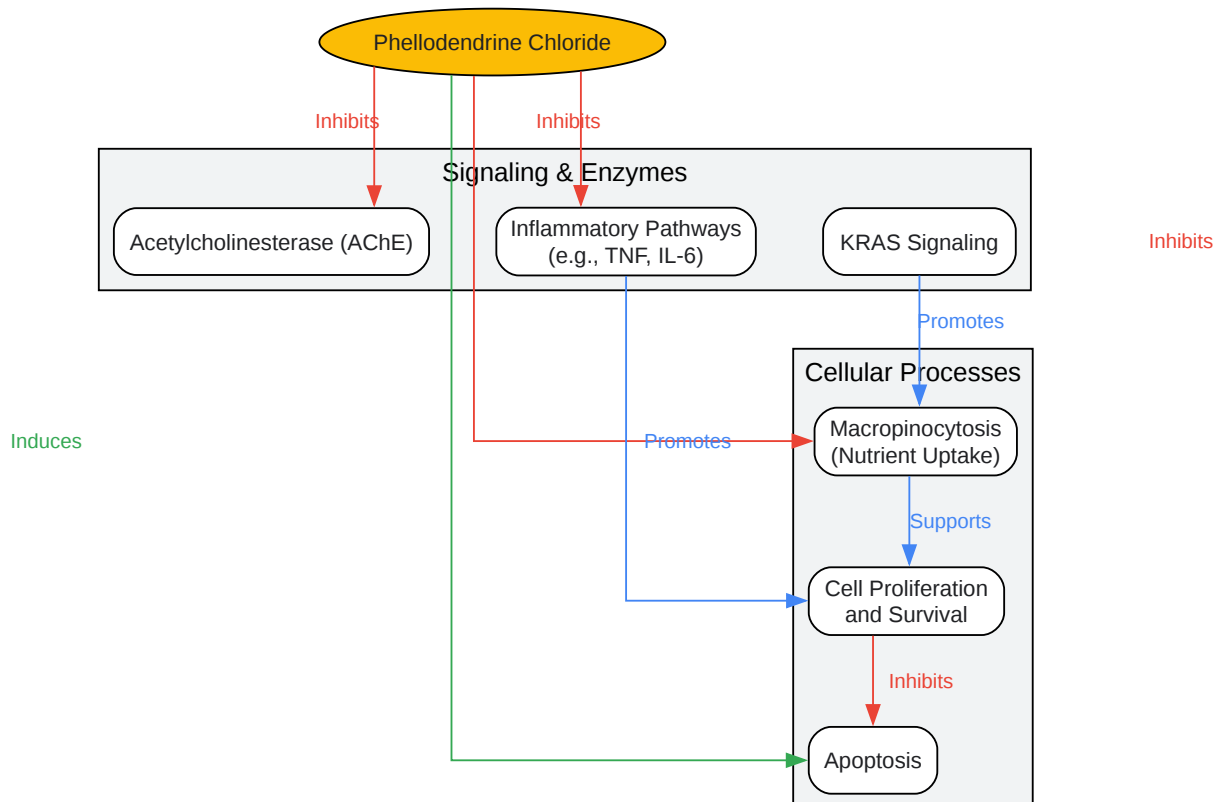 Phellodendrine Chloride
Inhibits
Inhibits
Signaling & Enzymes
Acetylcholinesterase (AChE)
Inflammatory Pathways
(e.g., TNF, IL-6)
KRAS Signaling
Inhibits
Promotes
Cellular Processes
Macropinocytosis
(Nutrient Uptake)
Induces
Promotes
Supports
Cell Proliferation
and Survival
Inhibits
Apoptosis